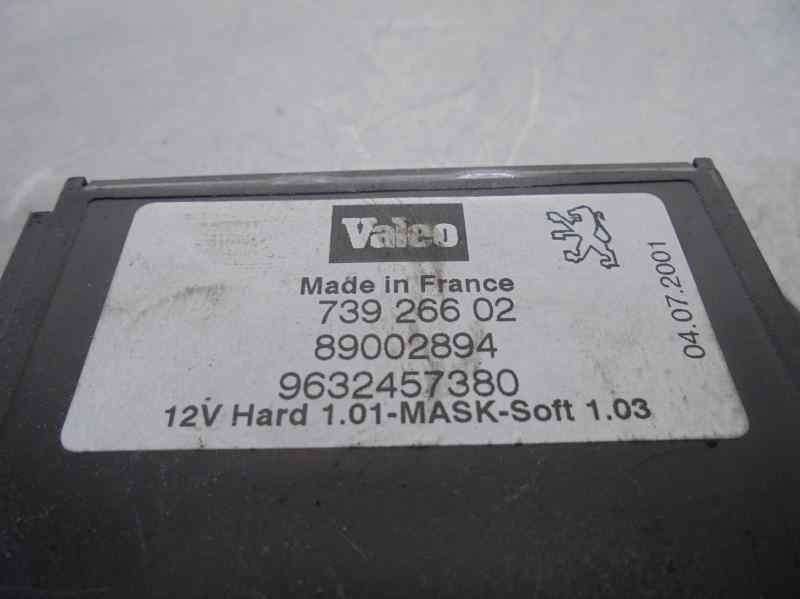 Valeo
Made in France
739 266 02
89002894
9632457380
12V Hard 1.01-MASK-Soft 1.03
04.07.2001